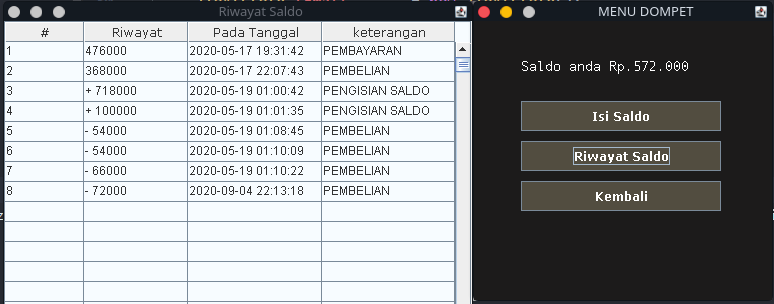 Riwayat Saldo
# Riwayat Pada Tanggal keterangan
1 476000 2020-05-17 19:31:42 PEMBAYARAN
2 368000 2020-05-17 22:07:43 PEMBELIAN
3 + 718000 2020-05-19 01:00:42 PENGISIAN SALDO
4 + 100000 2020-05-19 01:01:35 PENGISIAN SALDO
5 - 54000 2020-05-19 01:08:45 PEMBELIAN
6 - 54000 2020-05-19 01:10:09 PEMBELIAN
7 - 66000 2020-05-19 01:10:22 PEMBELIAN
8 - 72000 2020-09-04 22:13:18 PEMBELIAN
MENU DOMPET
Saldo anda Rp.572.000
Isi Saldo
Riwayat Saldo
Kembali